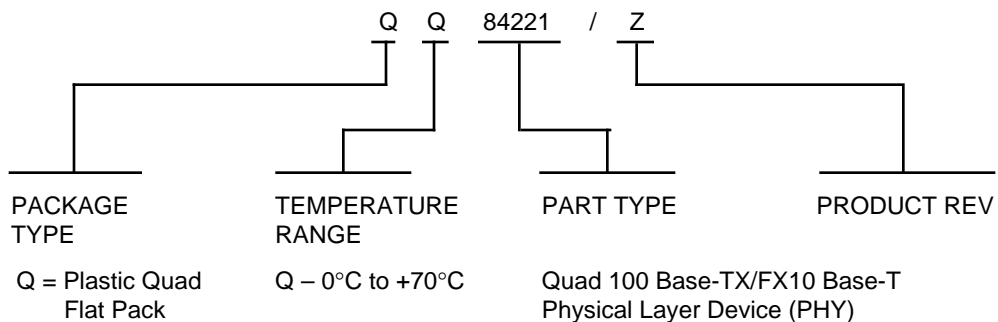 Q Q 84221 / Z
PACKAGE TYPE
TEMPERATURE RANGE
PART TYPE
PRODUCT REV
Q = Plastic Quad
Flat Pack
Q – 0°C to +70°C
Quad 100 Base-TX/FX10 Base-T
Physical Layer Device (PHY)